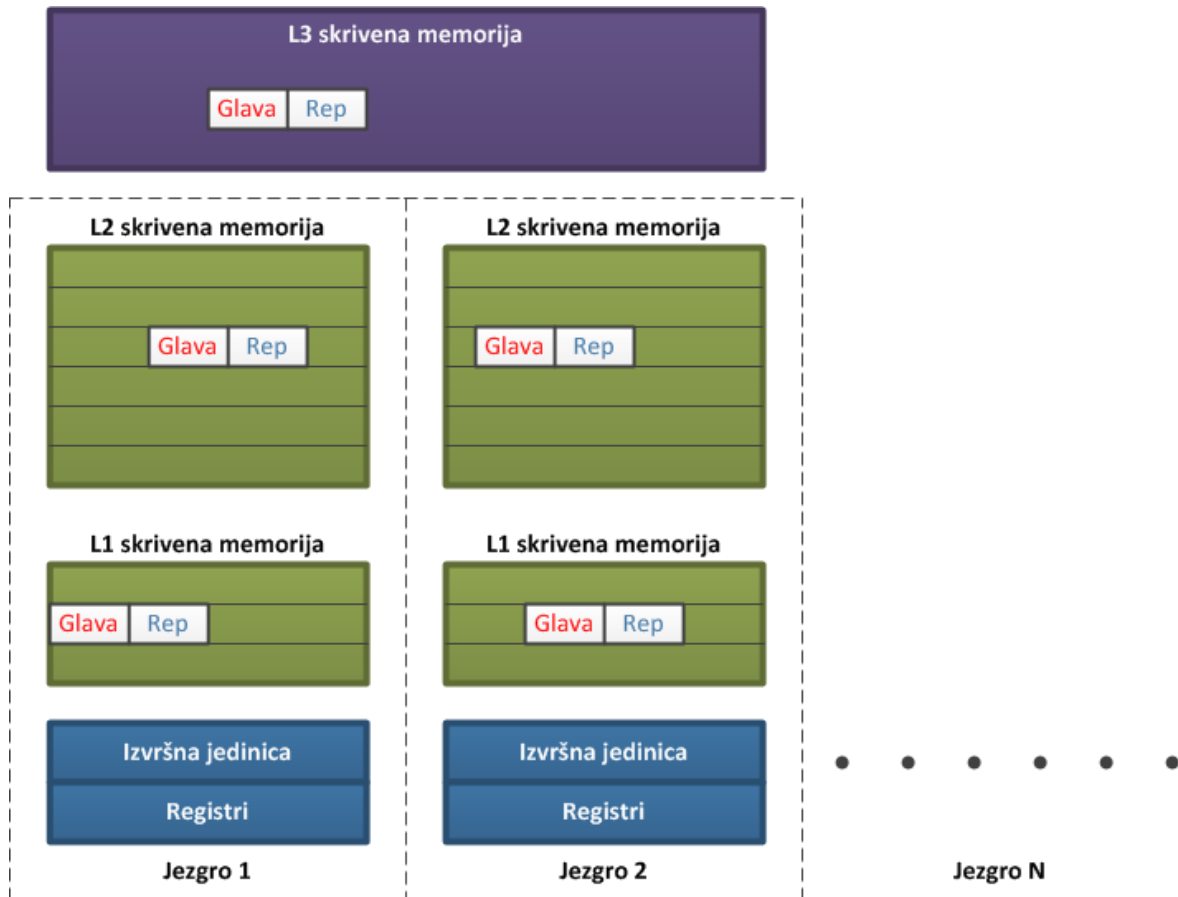 L3 skrivena memorija
Glava Rep
L2 skrivena memorija
L2 skrivena memorija
Glava Rep
Glava Rep
L1 skrivena memorija
L1 skrivena memorija
Glava Rep
Glava Rep
Izvršna jedinica
Izvršna jedinica
Registri
Registri
Jezgro 1
Jezgro 2
Jezgro N